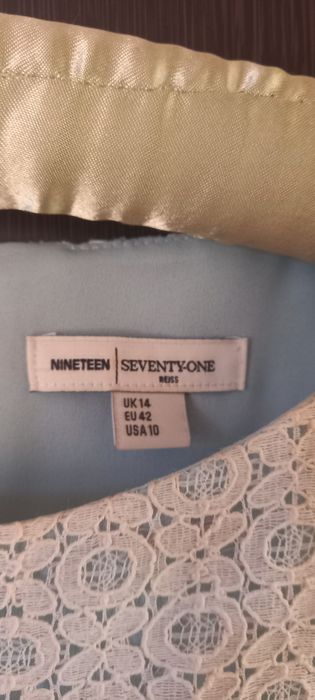 NINETEEN | SEVENTY-ONE
REISS
UK 14
EU 42
USA 10